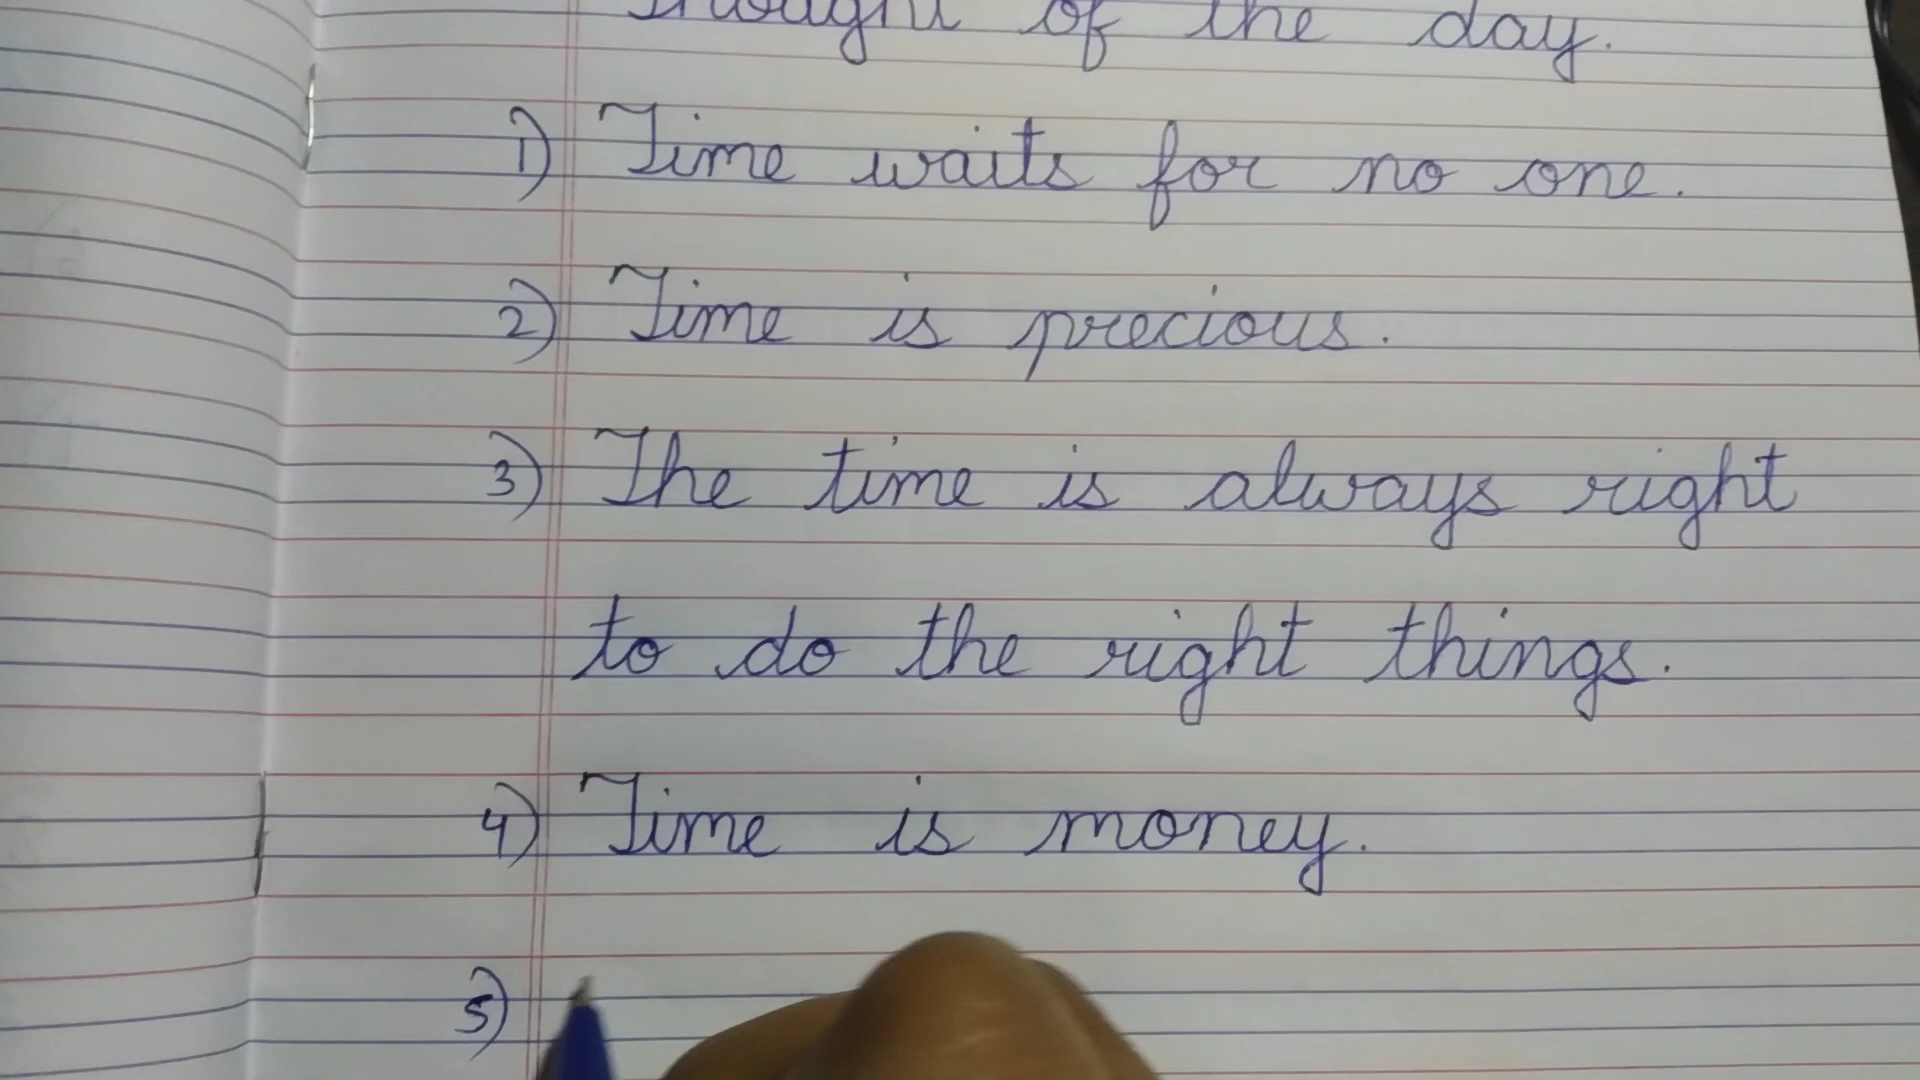 Thought of the day.
1) Time waits for no one.
2) Time is precious.
3) The time is always right
to do the right things.
4) Time is money.
5)